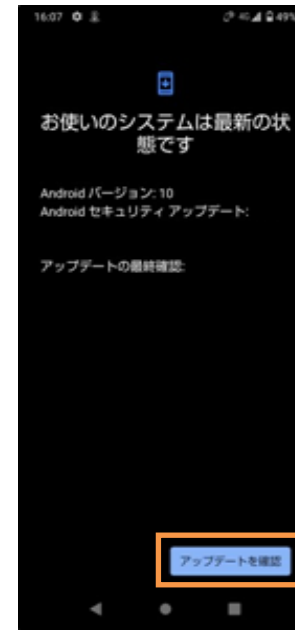 16:07
4G 49%
お使いのシステムは最新の状
態です
Android バージョン: 10
Android セキュリティ アップデート:
アップデートの最終確認:
アップデートを確認